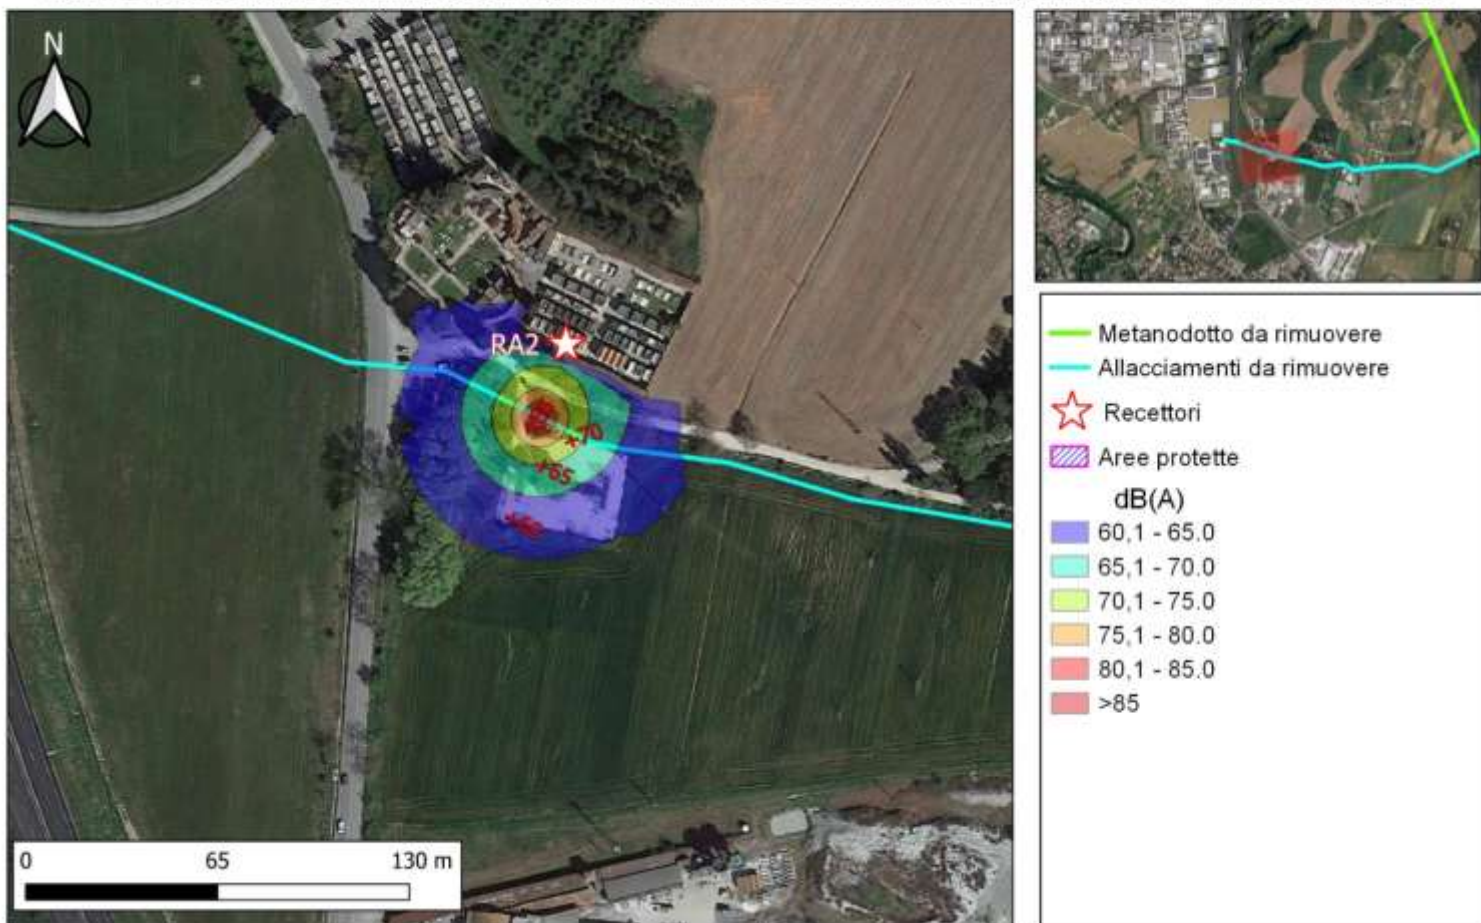 N
RA2
+70
+65
+60
0 65 130 m
Metanodotto da rimuovere
Allacciamenti da rimuovere
Recettori
Aree protette
dB(A)
60,1 - 65.0
65,1 - 70.0
70,1 - 75.0
75,1 - 80.0
80,1 - 85.0
>85